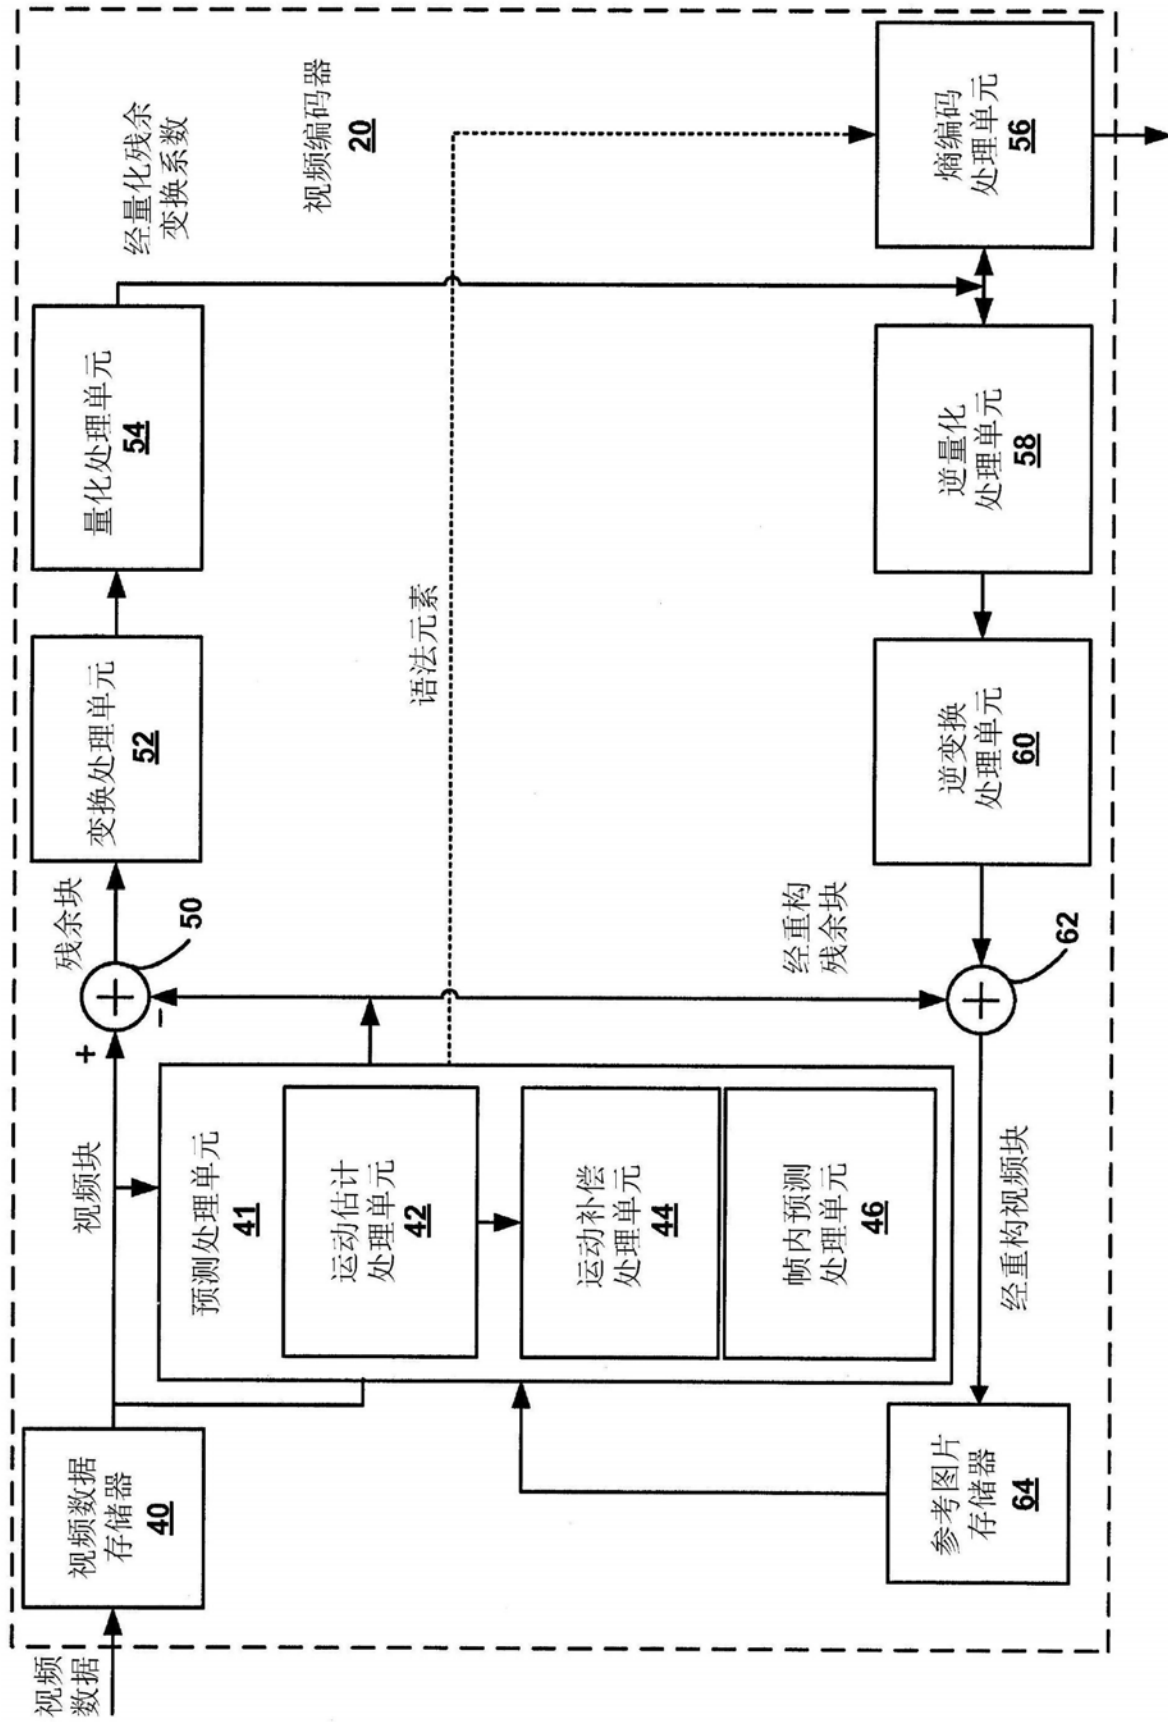 视频
数据
视频数据
存储器
40
视频块
+
-
残余块
50
变换处理单元
52
量化处理单元
54
经量化残余
变换系数
视频编码器
20
预测处理单元
41
运动估计
处理单元
42
运动补偿
处理单元
44
帧内预测
处理单元
46
语法元素
参考图片
存储器
64
经重构视频块
62
经重构
残余块
逆变换
处理单元
60
逆量化
处理单元
58
熵编码
处理单元
56